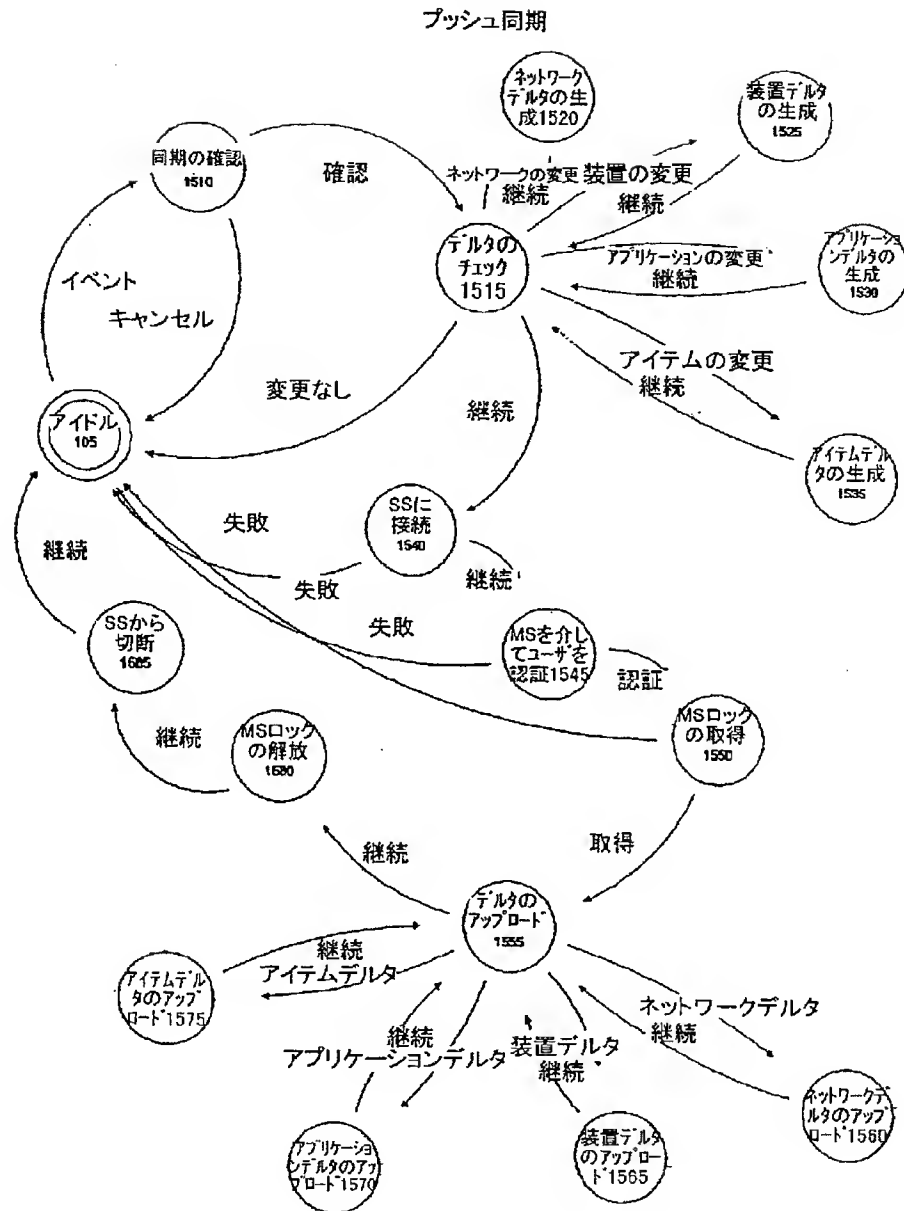 プッシュ同期
ネットワーク
デルタの生
成1520
装置デルタ
の生成
1525
同期の確認
1510
確認
ネットワークの変更
継続
装置の変更
継続
デルタの
チェック
1515
アプリケーションの変更
継続
アプリケーショ
ンデルタの
生成
1530
イベント
キャンセル
アイテムの変更
継続
変更なし
継続
アイドル
105
アイテムデル
タの生成
1535
SSに
接続
1540
失敗
継続
継続
失敗
SSから
切断
1585
失敗
MSを介し
てユーザを
認証1545
認証
MSロック
の取得
1550
継続
MSロック
の解放
1580
継続
取得
デルタの
アップロード
1555
継続
アイテムデルタ
アイテムデル
タのアップ
ロード1575
ネットワークデルタ
継続
継続
アプリケーションデルタ
装置デルタ
継続
アプリケーショ
ンデルタのアッ
プロード1570
装置デルタ
のアップロー
ド1565
ネットワークデ
ルタのアップ
ロード1560